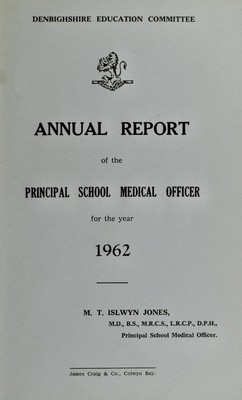 DENBIGHSHIRE EDUCATION COMMITTEE
ANNUAL REPORT
of the
PRINCIPAL SCHOOL MEDICAL OFFICER
for the year
1962
M. T. ISLWYN JONES,
M.D., B.S., M.R.C.S., L.R.C.P., D.P.H.,
Principal School Medical Officer.
James Craig & Co., Colwyn Bay.